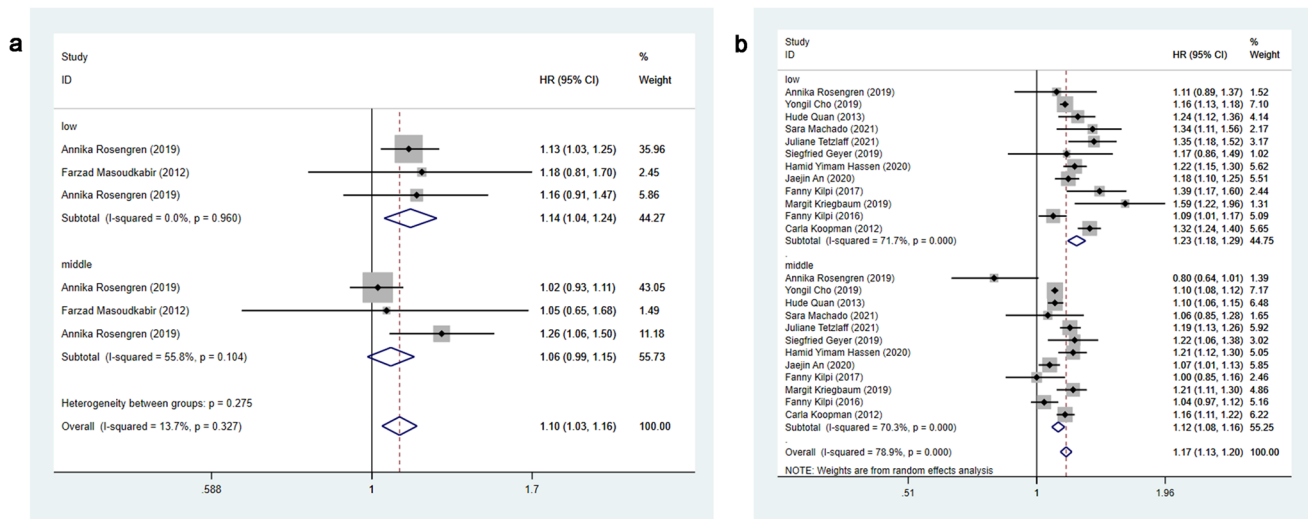 a
Study %
ID HR (95% CI) Weight
low
Annika Rosengren (2019) 1.13 (1.03, 1.25) 35.96
Farzad Masoudkabir (2012) 1.18 (0.81, 1.70) 2.45
Annika Rosengren (2019) 1.16 (0.91, 1.47) 5.86
Subtotal (I-squared = 0.0%, p = 0.960) 1.14 (1.04, 1.24) 44.27
middle
Annika Rosengren (2019) 1.02 (0.93, 1.11) 43.05
Farzad Masoudkabir (2012) 1.05 (0.65, 1.68) 1.49
Annika Rosengren (2019) 1.26 (1.06, 1.50) 11.18
Subtotal (I-squared = 55.8%, p = 0.104) 1.06 (0.99, 1.15) 55.73
Heterogeneity between groups: p = 0.275
Overall (I-squared = 13.7%, p = 0.327) 1.10 (1.03, 1.16) 100.00
.588 1 1.7
b
Study %
ID HR (95% CI) Weight
low
Annika Rosengren (2019) 1.11 (0.89, 1.37) 1.52
Yongil Cho (2019) 1.16 (1.13, 1.18) 7.10
Hude Quan (2013) 1.24 (1.12, 1.36) 4.14
Sara Machado (2021) 1.34 (1.11, 1.56) 2.17
Juliane Tetzlaff (2021) 1.35 (1.18, 1.52) 3.17
Siegfried Geyer (2019) 1.17 (0.86, 1.49) 1.02
Hamid Yimam Hassen (2020) 1.22 (1.15, 1.30) 5.62
Jaejin An (2020) 1.18 (1.10, 1.25) 5.51
Fanny Kilpi (2017) 1.39 (1.17, 1.60) 2.44
Margit Kriegbaum (2019) 1.59 (1.22, 1.96) 1.31
Fanny Kilpi (2016) 1.09 (1.01, 1.17) 5.09
Carla Koopman (2012) 1.32 (1.24, 1.40) 5.65
Subtotal (I-squared = 71.7%, p = 0.000) 1.23 (1.18, 1.29) 44.75
.
middle
Annika Rosengren (2019) 0.80 (0.64, 1.01) 1.39
Yongil Cho (2019) 1.10 (1.08, 1.12) 7.17
Hude Quan (2013) 1.10 (1.06, 1.15) 6.48
Sara Machado (2021) 1.06 (0.85, 1.28) 1.65
Juliane Tetzlaff (2021) 1.19 (1.13, 1.26) 5.92
Siegfried Geyer (2019) 1.22 (1.06, 1.38) 3.02
Hamid Yimam Hassen (2020) 1.21 (1.12, 1.30) 5.05
Jaejin An (2020) 1.07 (1.01, 1.13) 5.85
Fanny Kilpi (2017) 1.00 (0.85, 1.16) 2.46
Margit Kriegbaum (2019) 1.21 (1.11, 1.30) 4.86
Fanny Kilpi (2016) 1.04 (0.97, 1.12) 5.16
Carla Koopman (2012) 1.16 (1.11, 1.22) 6.22
Subtotal (I-squared = 70.3%, p = 0.000) 1.12 (1.08, 1.16) 55.25
.
Overall (I-squared = 78.9%, p = 0.000) 1.17 (1.13, 1.20) 100.00
NOTE: Weights are from random effects analysis
.51 1 1.96